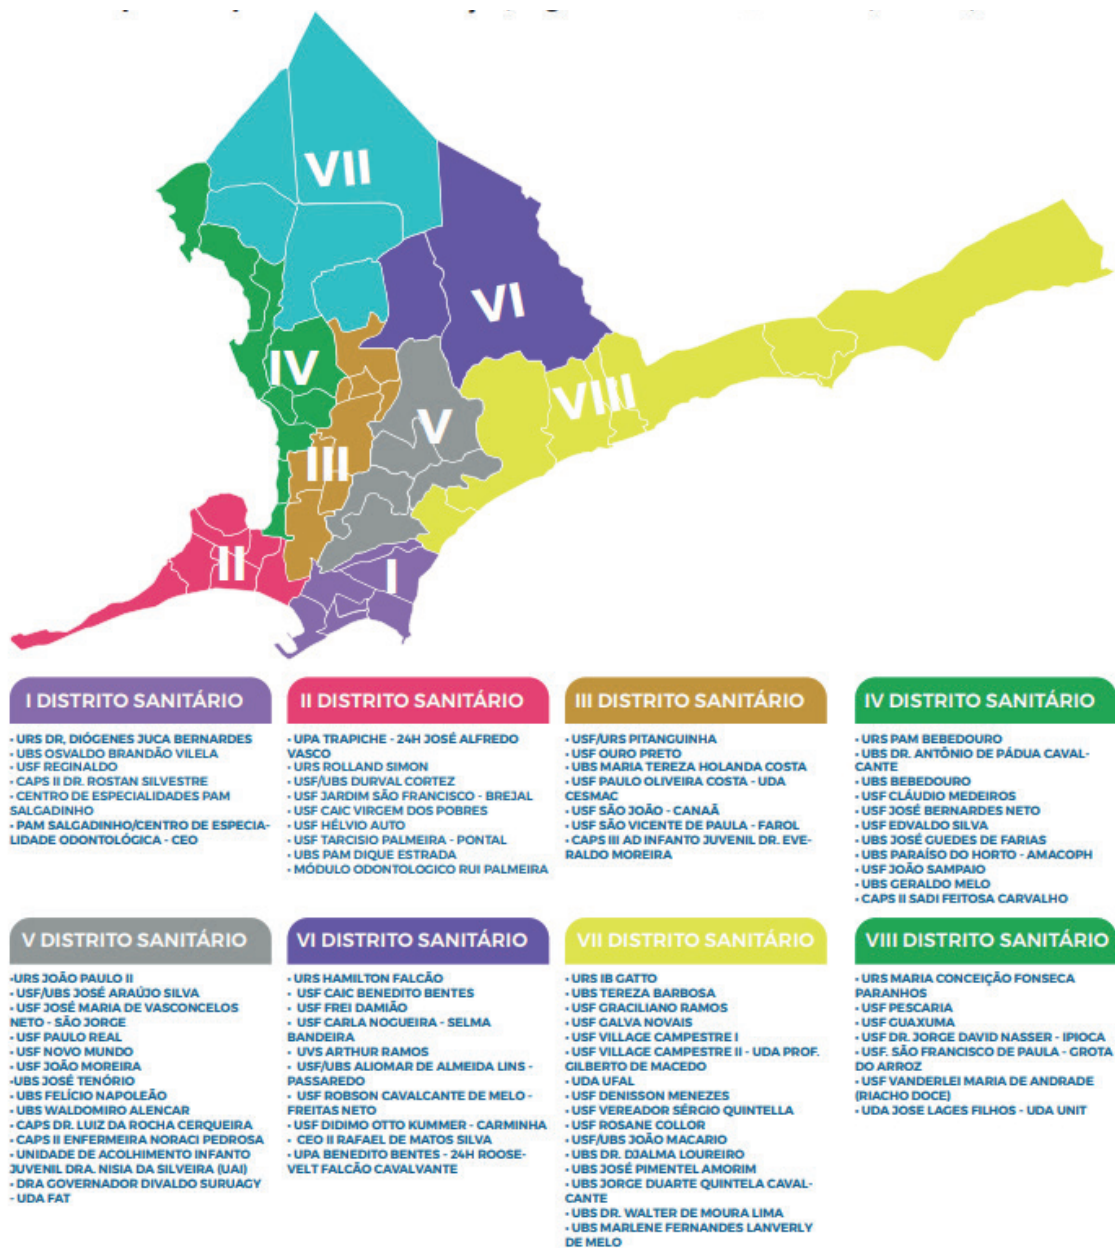 VII
VI
IV
VIII
V
III
II
I
I DISTRITO SANITÁRIO
• URS DR, DIÓGENES JUCA BERNARDES
• UBS OSVALDO BRANDÃO VILELA
• USF REGINALDO
• CAPS II DR. ROSTAN SILVESTRE
• CENTRO DE ESPECIALIDADES PAM
SALGADINHO
• PAM SALGADINHO/CENTRO DE ESPECIA-
LIDADE ODONTOLÓGICA - CEO
II DISTRITO SANITÁRIO
• UPA TRAPICHE - 24H JOSÉ ALFREDO
VASCO
• URS ROLLAND SIMON
• USF/UBS DURVAL CORTEZ
• USF JARDIM SÃO FRANCISCO - BREJAL
• USF CAIC VIRGEM DOS POBRES
• USF HÉLVIO AUTO
• USF TARCISIO PALMEIRA - PONTAL
• UBS PAM DIQUE ESTRADA
• MÓDULO ODONTOLOGICO RUI PALMEIRA
III DISTRITO SANITÁRIO
• USF/URS PITANGUINHA
• USF OURO PRETO
• UBS MARIA TEREZA HOLANDA COSTA
• USF PAULO OLIVEIRA COSTA - UDA
CESMAC
• USF SÃO JOÃO - CANAÃ
• USF SÃO VICENTE DE PAULA - FAROL
• CAPS III AD INFANTO JUVENIL DR. EVE-
RALDO MOREIRA
IV DISTRITO SANITÁRIO
• URS PAM BEBEDOURO
• UBS DR. ANTÔNIO DE PÁDUA CAVAL-
CANTE
• UBS BEBEDOURO
• USF CLÁUDIO MEDEIROS
• USF JOSÉ BERNARDES NETO
• USF EDVALDO SILVA
• UBS JOSÉ GUEDES DE FARIAS
• UBS PARAÍSO DO HORTO - AMACOPH
• USF JOÃO SAMPAIO
• UBS GERALDO MELO
• CAPS II SADI FEITOSA CARVALHO
V DISTRITO SANITÁRIO
•URS JOÃO PAULO II
• USF/UBS JOSÉ ARAÚJO SILVA
• USF JOSÉ MARIA DE VASCONCELOS
NETO - SÃO JORGE
• USF PAULO REAL
• USF NOVO MUNDO
• USF JOÃO MOREIRA
•UBS JOSÉ TENÓRIO
• UBS FELÍCIO NAPOLEÃO
• UBS WALDOMIRO ALENCAR
• CAPS DR. LUIZ DA ROCHA CERQUEIRA
• CAPS II ENFERMEIRA NORACI PEDROSA
• UNIDADE DE ACOLHIMENTO INFANTO
JUVENIL DRA. NISIA DA SILVEIRA (UAI)
• DRA GOVERNADOR DIVALDO SURUAGY
- UDA FAT
VI DISTRITO SANITÁRIO
• URS HAMILTON FALCÃO
• USF CAIC BENEDITO BENTES
• USF FREI DAMIÃO
• USF CARLA NOGUEIRA - SELMA
BANDEIRA
• UVS ARTHUR RAMOS
• USF/UBS ALIOMAR DE ALMEIDA LINS -
PASSAREDO
• USF ROBSON CAVALCANTE DE MELO -
FREITAS NETO
• USF DIDIMO OTTO KUMMER - CARMINHA
• CEO II RAFAEL DE MATOS SILVA
• UPA BENEDITO BENTES - 24H ROOSE-
VELT FALCÃO CAVALVANTE
VII DISTRITO SANITÁRIO
• URS IB GATTO
• UBS TEREZA BARBOSA
• USF GRACILIANO RAMOS
• USF GALVA NOVAIS
• USF VILLAGE CAMPESTRE I
• USF VILLAGE CAMPESTRE II - UDA PROF.
GILBERTO DE MACEDO
• UDA UFAL
• USF DENISSON MENEZES
• USF VEREADOR SÉRGIO QUINTELLA
• USF ROSANE COLLOR
• USF/UBS JOÃO MACARIO
• UBS DR. DJALMA LOUREIRO
• UBS JOSÉ PIMENTEL AMORIM
• UBS JORGE DUARTE QUINTELA CAVAL-
CANTE
• UBS DR. WALTER DE MOURA LIMA
• UBS MARLENE FERNANDES LANVERLY
DE MELO
VIII DISTRITO SANITÁRIO
• URS MARIA CONCEIÇÃO FONSECA
PARANHOS
• USF PESCARIA
• USF GUAXUMA
• USF DR. JORGE DAVID NASSER - IPIOCA
• USF. SÃO FRANCISCO DE PAULA - GROTA
DO ARROZ
• USF VANDERLEI MARIA DE ANDRADE
(RIACHO DOCE)
• UDA JOSE LAGES FILHOS - UDA UNIT